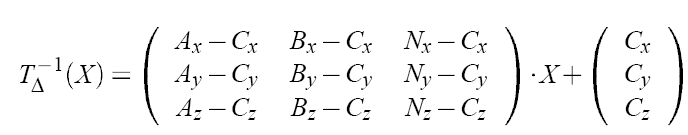 T_Δ^{-1}(X) = ( A_x − C_x   B_x − C_x   N_x − C_x
A_y − C_y   B_y − C_y   N_y − C_y
A_z − C_z   B_z − C_z   N_z − C_z ) · X + ( C_x
C_y
C_z )